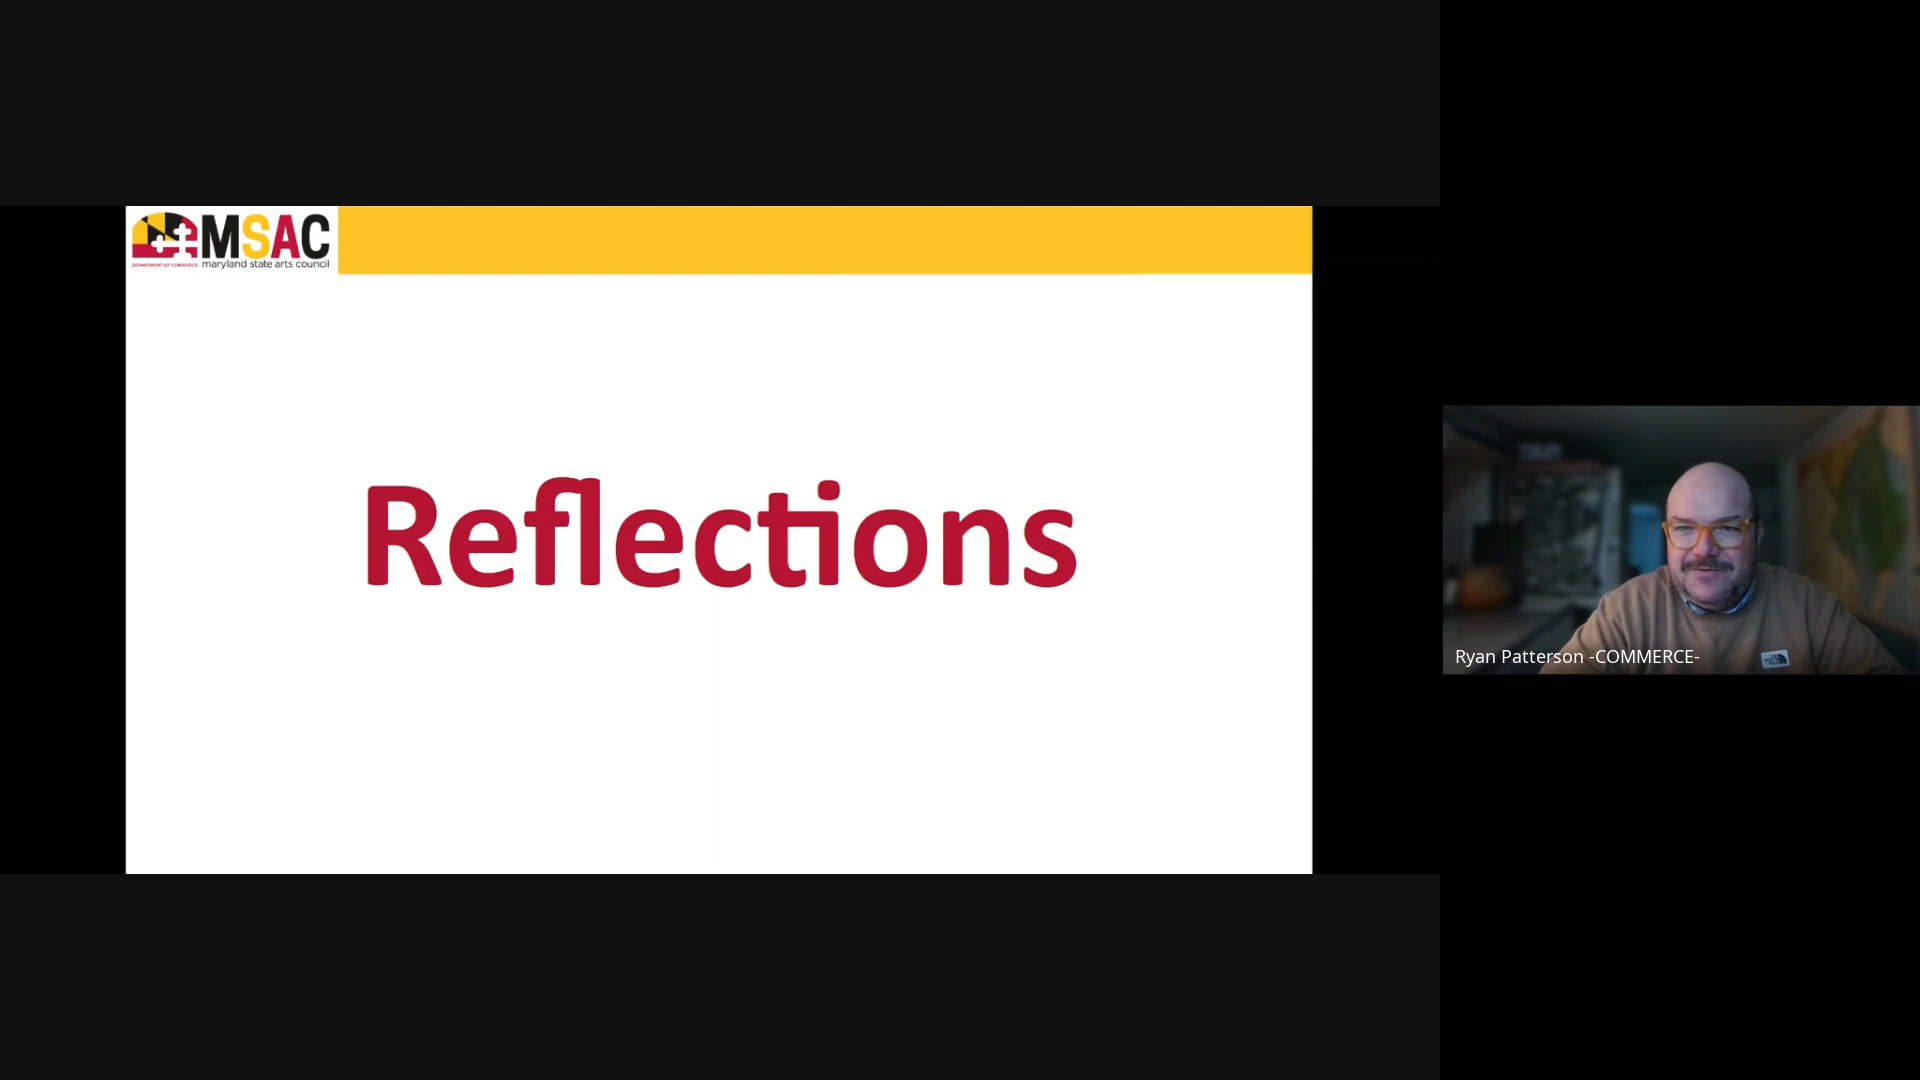 MSAC
DEPARTMENT OF COMMERCE
maryland state arts council
Reflections
Ryan Patterson -COMMERCE-